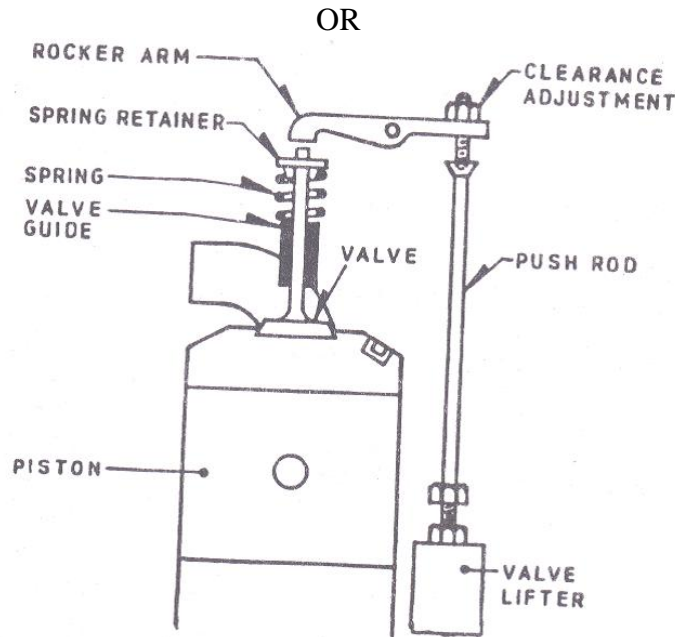 OR
ROCKER ARM
CLEARANCE
ADJUSTMENT
SPRING RETAINER
SPRING
VALVE
GUIDE
VALVE
PUSH ROD
PISTON
VALVE
LIFTER